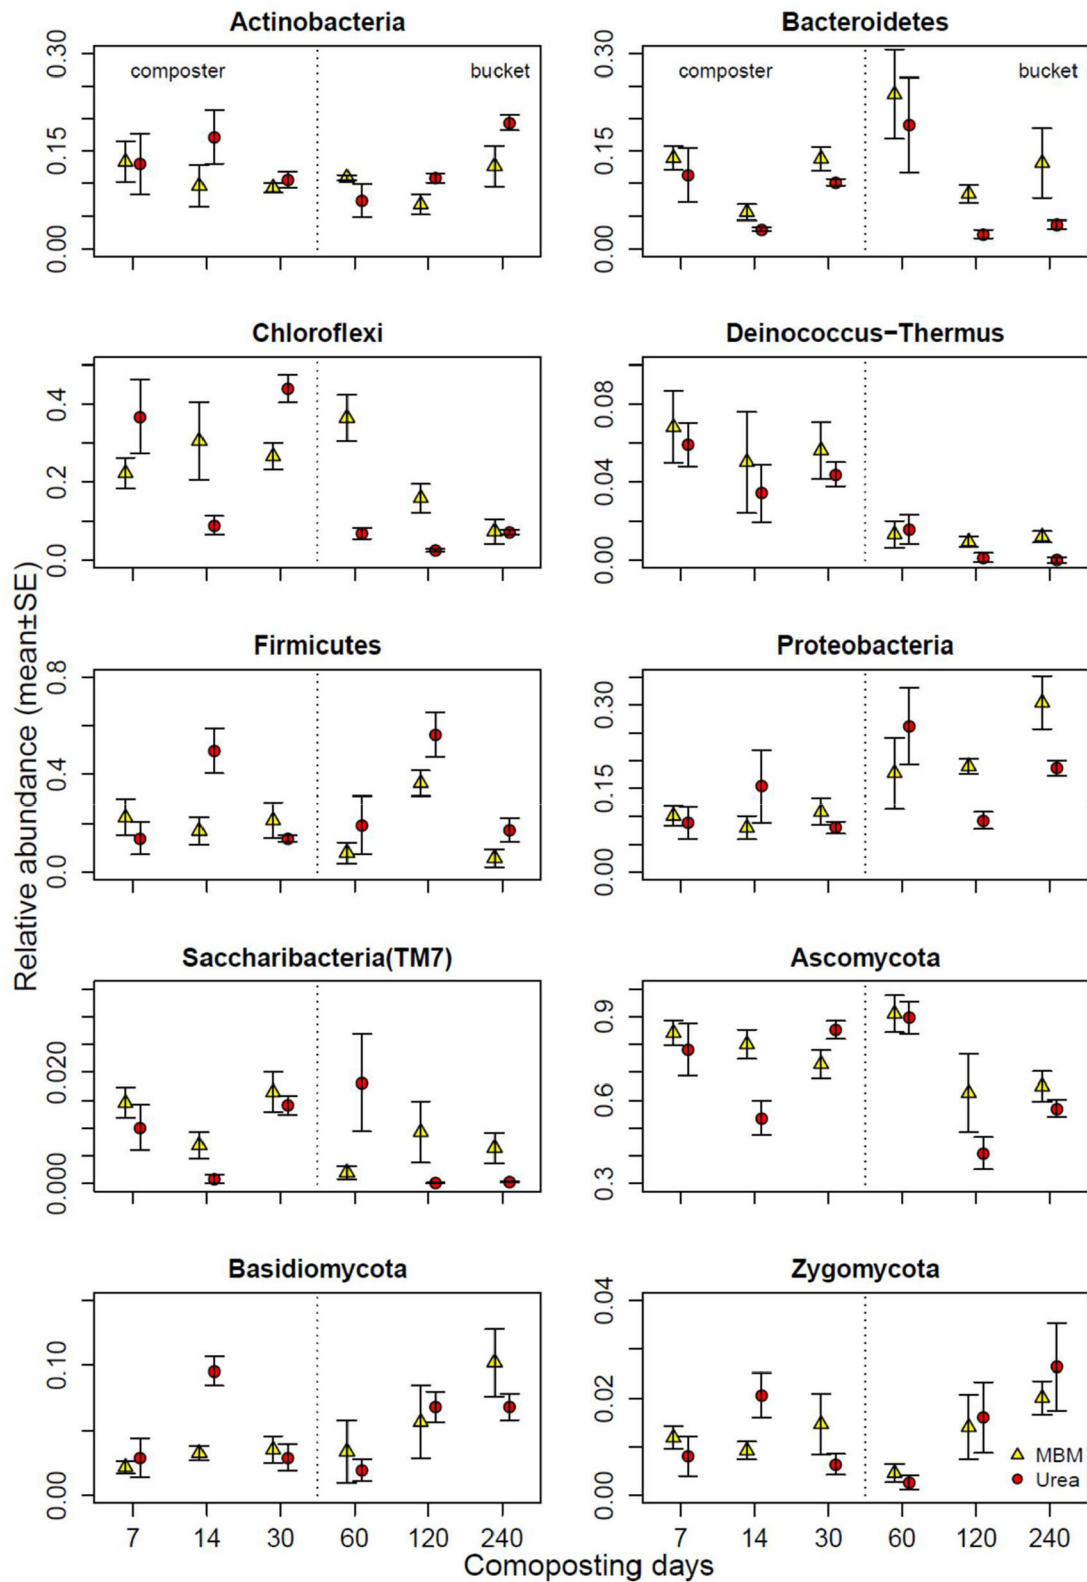 Actinobacteria
Bacteroidetes
0.30
0.15
0.00
composter
bucket
0.30
0.15
0.00
composter
bucket
Chloroflexi
Deinococcus−Thermus
0.4
0.2
0.0
0.08
0.04
0.00
Relative abundance (mean±SE)
Firmicutes
Proteobacteria
0.8
0.4
0.0
0.30
0.15
0.00
Saccharibacteria(TM7)
Ascomycota
0.020
0.000
0.9
0.6
0.3
Basidiomycota
Zygomycota
0.10
0.00
0.04
0.02
0.00
MBM
Urea
7 14 30 60 120 240
7 14 30 60 120 240
Comoposting days